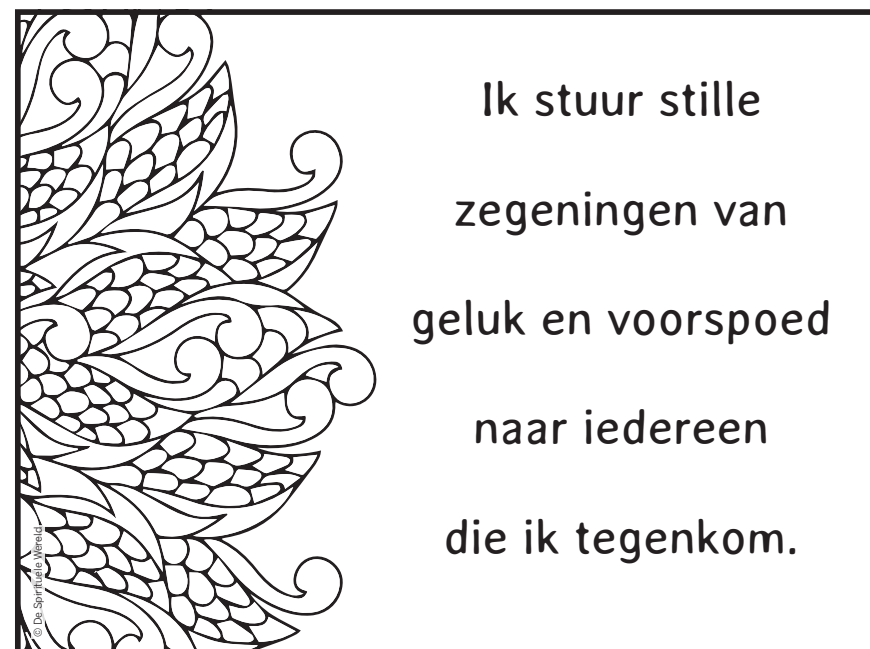 Ik stuur stille
zegeningen van
geluk en voorspoed
naar iedereen
die ik tegenkom.
© De Spirituele Wereld.